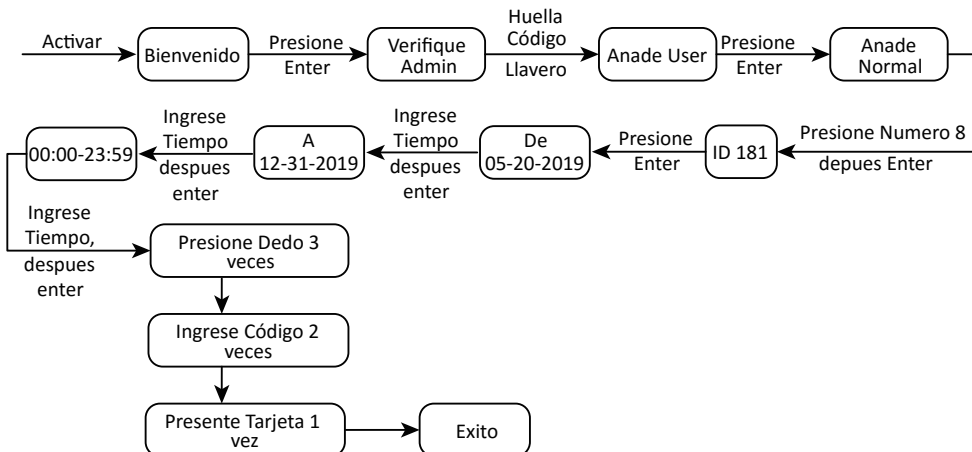 Activar
Bienvenido
Presione
Enter
Verifique
Admin
Huella
Código
Llavero
Anade User
Presione
Enter
Anade
Normal
Presione Numero 8
depues Enter
ID 181
Presione
Enter
De
05-20-2019
Ingrese
Tiempo
despues
enter
A
12-31-2019
Ingrese
Tiempo
despues
enter
00:00-23:59
Ingrese
Tiempo,
despues
enter
Presione Dedo 3
veces
Ingrese Código 2
veces
Presente Tarjeta 1
vez
Exito